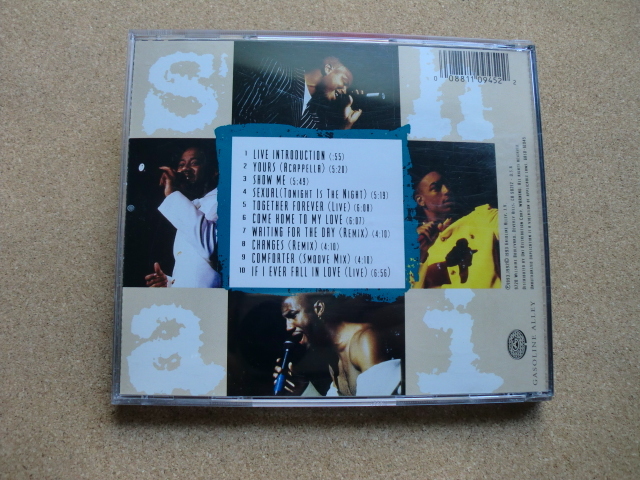 S h
a i
0 08811 09452 2
1 LIVE INTRODUCTION (:55)
2 YOURS (ACAPPELLA) (5:20)
3 SHOW ME (5:49)
4 SEXUAL (TONIGHT IS THE NIGHT) (5:19)
5 TOGETHER FOREVER (LIVE) (6:08)
6 COME HOME TO MY LOVE (6:07)
7 WAITING FOR THE DAY (REMIX) (4:10)
8 CHANGES (REMIX) (4:10)
9 COMFORTER (SMOOVE MIX) (4:10)
10 IF I EVER FALL IN LOVE (LIVE) (6:56)
GASOLINE ALLEY